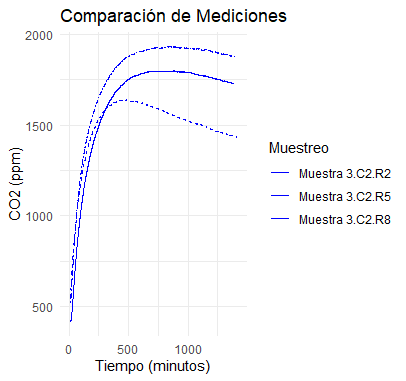 Comparación de Mediciones
2000
1500
1000
500
CO2 (ppm)
0
500
1000
Tiempo (minutos)
Muestreo
Muestra 3.C2.R2
Muestra 3.C2.R5
Muestra 3.C2.R8